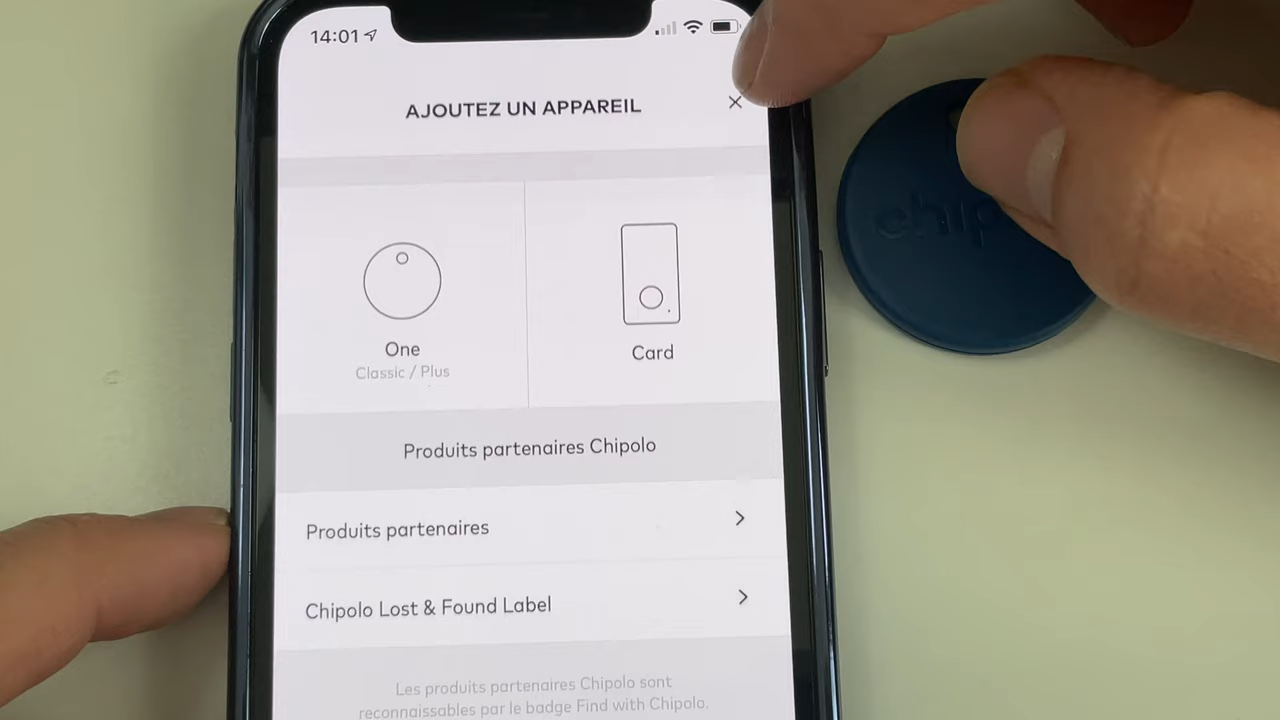 14:01
AJOUTEZ UN APPAREIL
One
Classic / Plus
Card
Produits partenaires Chipolo
Produits partenaires
Chipolo Lost & Found Label
Les produits partenaires Chipolo sont
reconnaissables par le badge Find with Chipolo.
chip